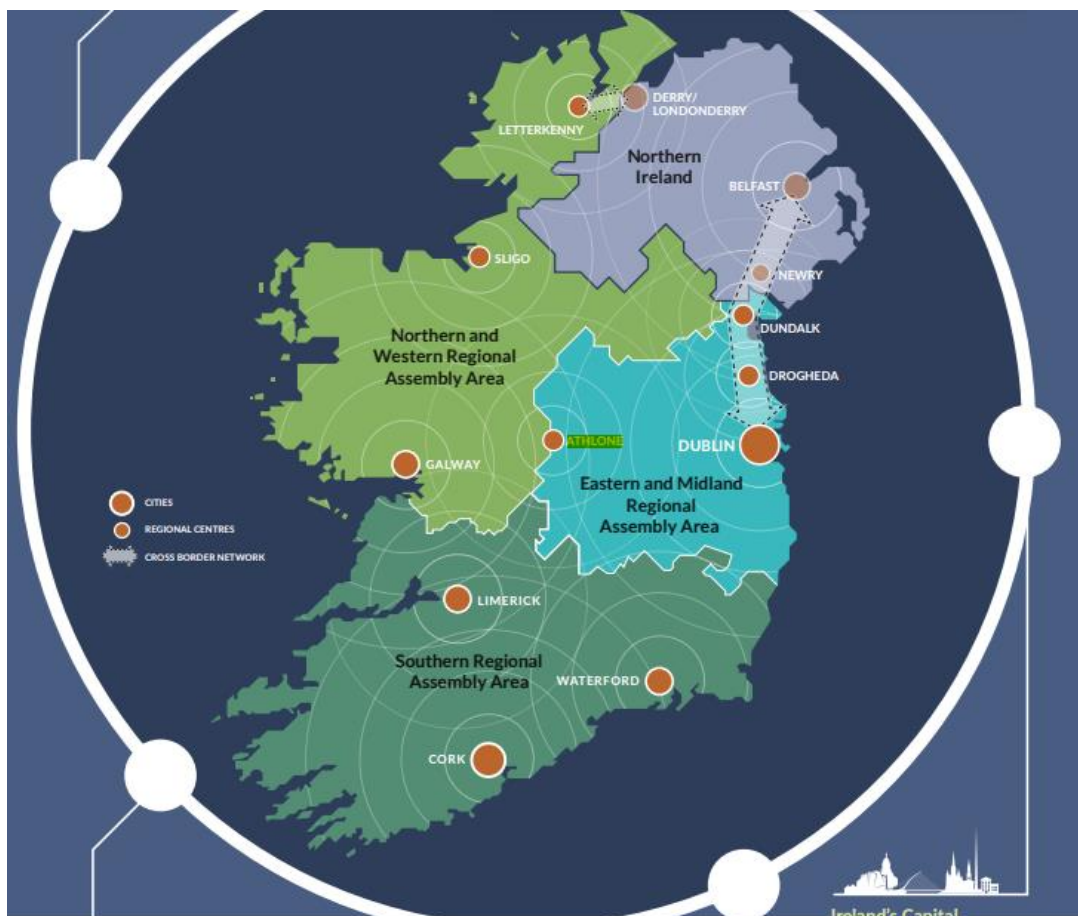 DERRY/
LONDONDERRY
LETTERKENNY
Northern
Ireland
BELFAST
SLIGO
NEWRY
DUNDALK
Northern and
Western Regional
Assembly Area
DROGHEDA
ATHLONE
DUBLIN
GALWAY
Eastern and Midland
Regional
Assembly Area
CITIES
REGIONAL CENTRES
CROSS BORDER NETWORK
LIMERICK
Southern Regional
Assembly Area
WATERFORD
CORK
Ireland's Capital